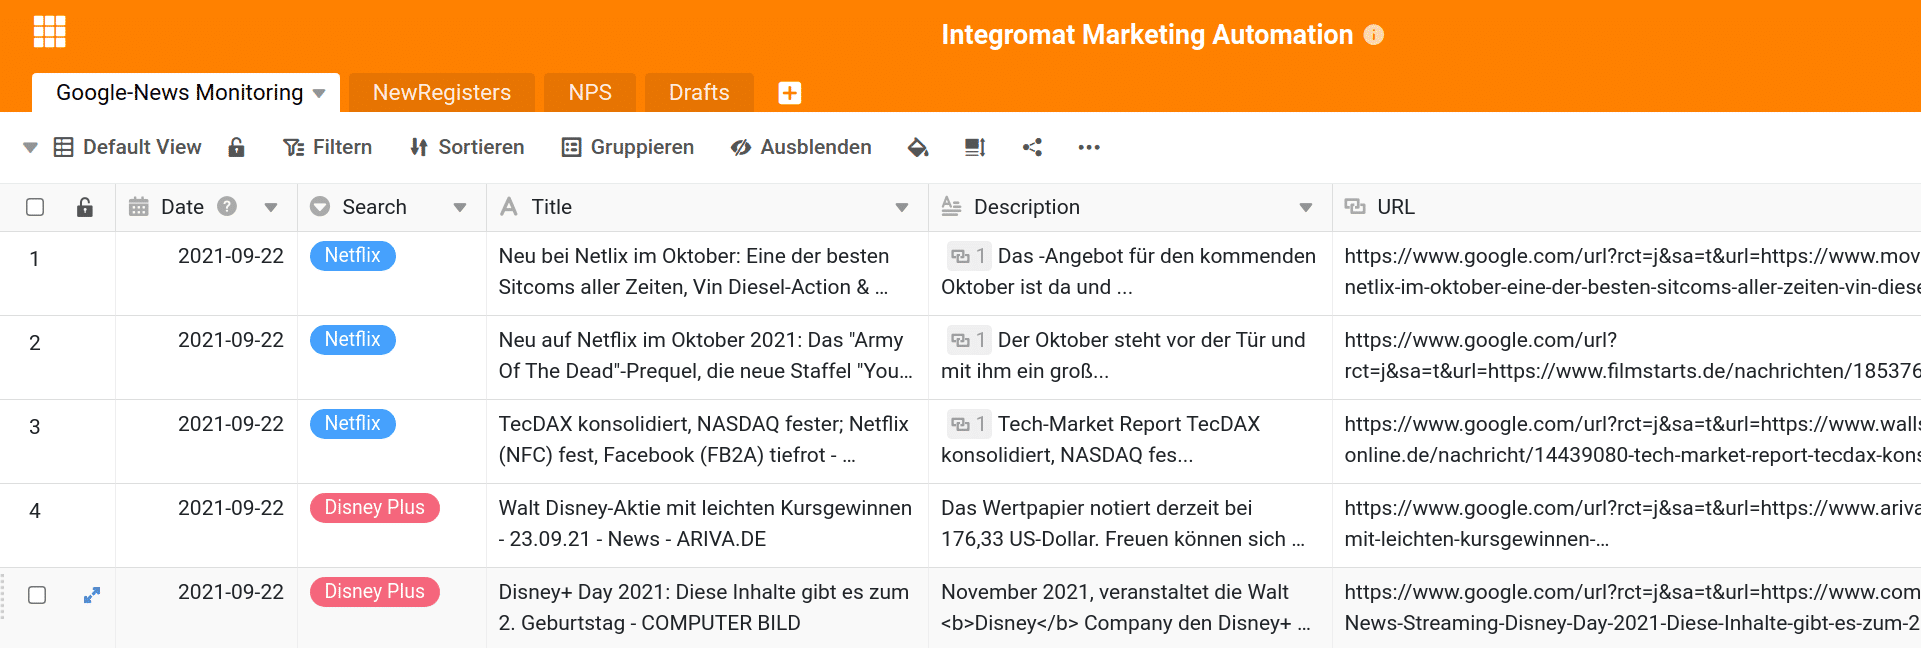 Integromat Marketing Automation
Google-News Monitoring NewRegisters NPS Drafts
Default View Filtern Sortieren Gruppieren Ausblenden
Date Search Title Description URL
1 2021-09-22 Netflix Neu bei Netlix im Oktober: Eine der besten 1 Das -Angebot für den kommenden https://www.google.com/url?rct=j&sa=t&url=https://www.mov
Sitcoms aller Zeiten, Vin Diesel-Action & ... Oktober ist da und ... netlix-im-oktober-eine-der-besten-sitcoms-aller-zeiten-vin-diese
2 2021-09-22 Netflix Neu auf Netflix im Oktober 2021: Das "Army 1 Der Oktober steht vor der Tür und https://www.google.com/url?
Of The Dead"-Prequel, die neue Staffel "You... mit ihm ein groß... rct=j&sa=t&url=https://www.filmstarts.de/nachrichten/185376
3 2021-09-22 Netflix TecDAX konsolidiert, NASDAQ fester; Netflix 1 Tech-Market Report TecDAX https://www.google.com/url?rct=j&sa=t&url=https://www.walls
(NFC) fest, Facebook (FB2A) tiefrot - ... konsolidiert, NASDAQ fes... online.de/nachricht/14439080-tech-market-report-tecdax-kons
4 2021-09-22 Disney Plus Walt Disney-Aktie mit leichten Kursgewinnen Das Wertpapier notiert derzeit bei https://www.google.com/url?rct=j&sa=t&url=https://www.ariva
- 23.09.21 - News - ARIVA.DE 176,33 US-Dollar. Freuen können sich ... mit-leichten-kursgewinnen-...
2021-09-22 Disney Plus Disney+ Day 2021: Diese Inhalte gibt es zum November 2021, veranstaltet die Walt https://www.google.com/url?rct=j&sa=t&url=https://www.com
2. Geburtstag - COMPUTER BILD <b>Disney</b> Company den Disney+ ... News-Streaming-Disney-Day-2021-Diese-Inhalte-gibt-es-zum-2